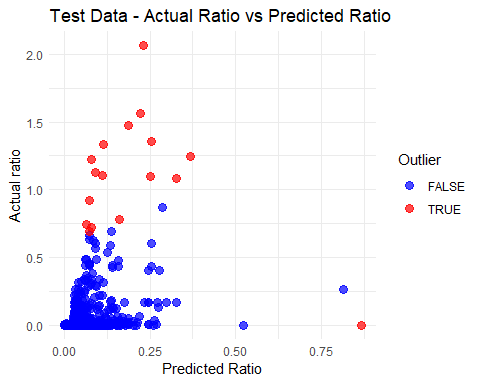 Test Data - Actual Ratio vs Predicted Ratio
2.0
1.5
1.0
0.5
0.0
Actual ratio
0.00 0.25 0.50 0.75
Predicted Ratio
Outlier
FALSE
TRUE